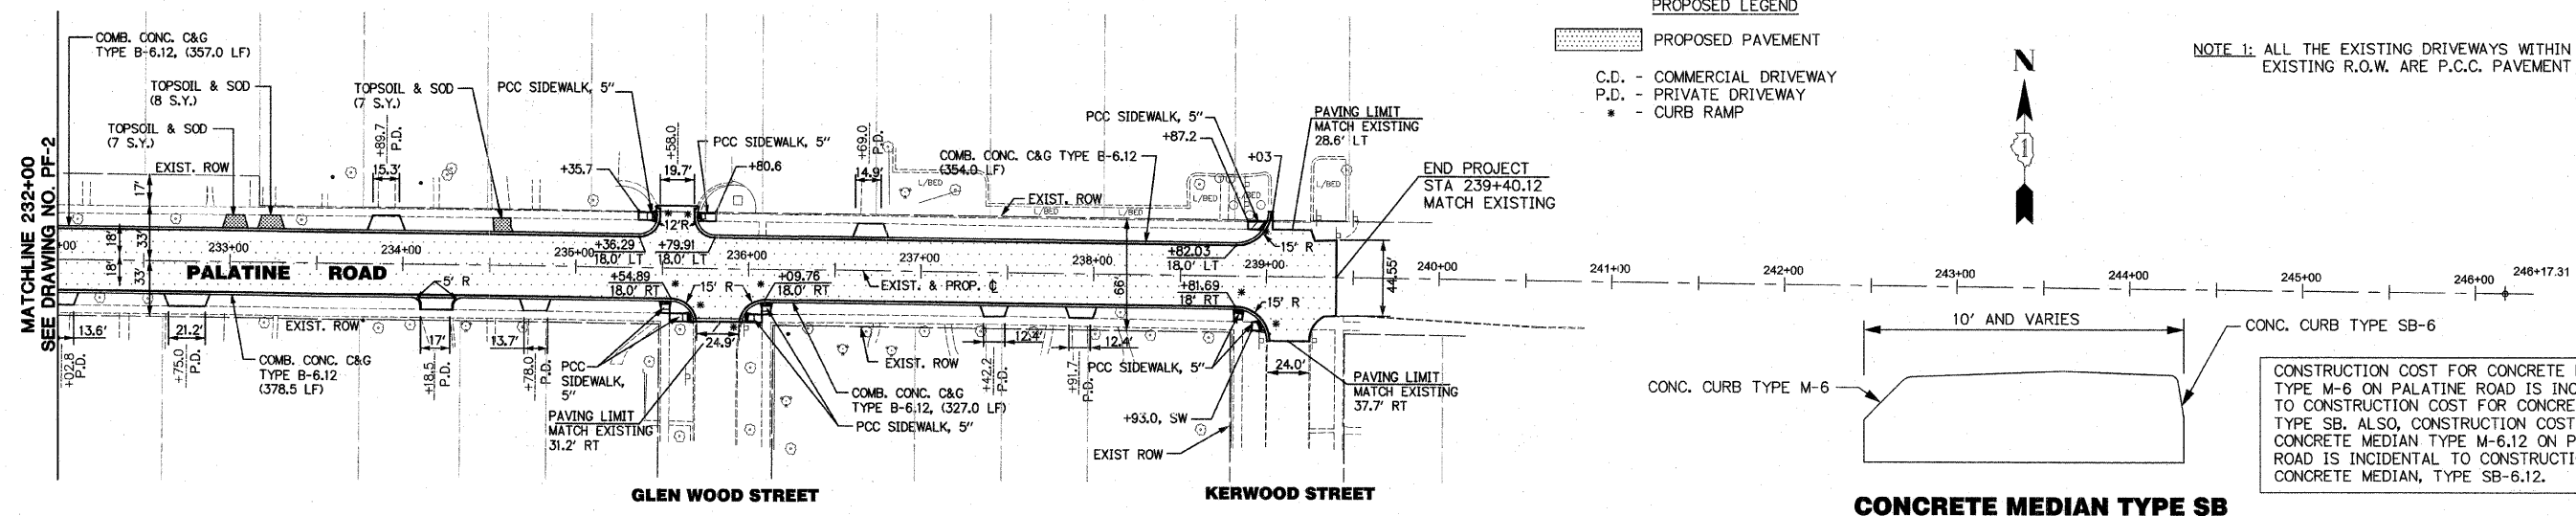 PROPOSED LEGEND
PROPOSED PAVEMENT
C.D. - COMMERCIAL DRIVEWAY
P.D. - PRIVATE DRIVEWAY
* - CURB RAMP
N
1
NOTE 1: ALL THE EXISTING DRIVEWAYS WITHIN
EXISTING R.O.W. ARE P.C.C. PAVEMENT
MATCHLINE 232+00
SEE DRAWING NO. PF-2
COMB. CONC. C&G
TYPE B-6.12, (357.0 LF)
TOPSOIL & SOD
(8 S.Y.)
TOPSOIL & SOD
(7 S.Y.)
EXIST. ROW
17'
TOPSOIL & SOD
(7 S.Y.)
+89.7
P.D.
15.3'
PCC SIDEWALK, 5"
+35.7
+58.0
19.7'
PCC SIDEWALK, 5"
+80.6
12'R
+69.0
P.D.
14.9'
COMB. CONC. C&G TYPE B-6.12
(354.0 LF)
L/BED
EXIST. ROW
L/BED
L/BED
PCC SIDEWALK, 5"
+87.2
+03
L/BED
L/BED
L/BED
PAVING LIMIT
MATCH EXISTING
28.6' LT
END PROJECT
STA 239+40.12
MATCH EXISTING
+00
18'
33'
18'
33'
233+00
234+00
235+00
236+00
237+00
238+00
239+00
240+00
241+00
242+00
243+00
244+00
245+00
246+00
246+17.31
PALATINE ROAD
+36.29
18.0' LT
+79.91
18.0' LT
+54.89
18.0' RT
+09.76
18.0' RT
15' R
EXIST. & PROP. ℄
66'
+82.03
18.0' LT
15' R
+81.69
18' RT
15' R
44.55'
5' R
13.6'
+02.8
P.D.
21.2'
+75.0
P.D.
EXIST. ROW
COMB. CONC. C&G
TYPE B-6.12
(378.5 LF)
17'
+18.5
P.D.
13.7'
+78.0
P.D.
PCC
SIDEWALK,
5"
24.9'
PAVING LIMIT
MATCH EXISTING
31.2' RT
EXIST. ROW
COMB. CONC. C&G
TYPE B-6.12, (327.0 LF)
PCC SIDEWALK, 5"
12.4'
+42.2
P.D.
+91.7
P.D.
12.4'
PCC SIDEWALK, 5"
+93.0, SW
EXIST ROW
24.0'
PAVING LIMIT
MATCH EXISTING
37.7' RT
GLEN WOOD STREET
KERWOOD STREET
10' AND VARIES
CONC. CURB TYPE SB-6
CONC. CURB TYPE M-6
CONCRETE MEDIAN TYPE SB
CONSTRUCTION COST FOR CONCRETE
TYPE M-6 ON PALATINE ROAD IS INC
TO CONSTRUCTION COST FOR CONCRE
TYPE SB. ALSO, CONSTRUCTION COST
CONCRETE MEDIAN TYPE M-6.12 ON P
ROAD IS INCIDENTAL TO CONSTRUCTI
CONCRETE MEDIAN, TYPE SB-6.12.